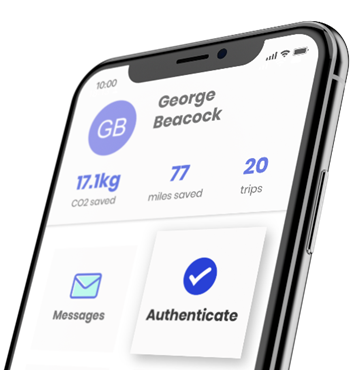 10:00
GB
George
Beacock
17.1kg
CO2 saved
77
miles saved
20
trips
Messages
Authenticate